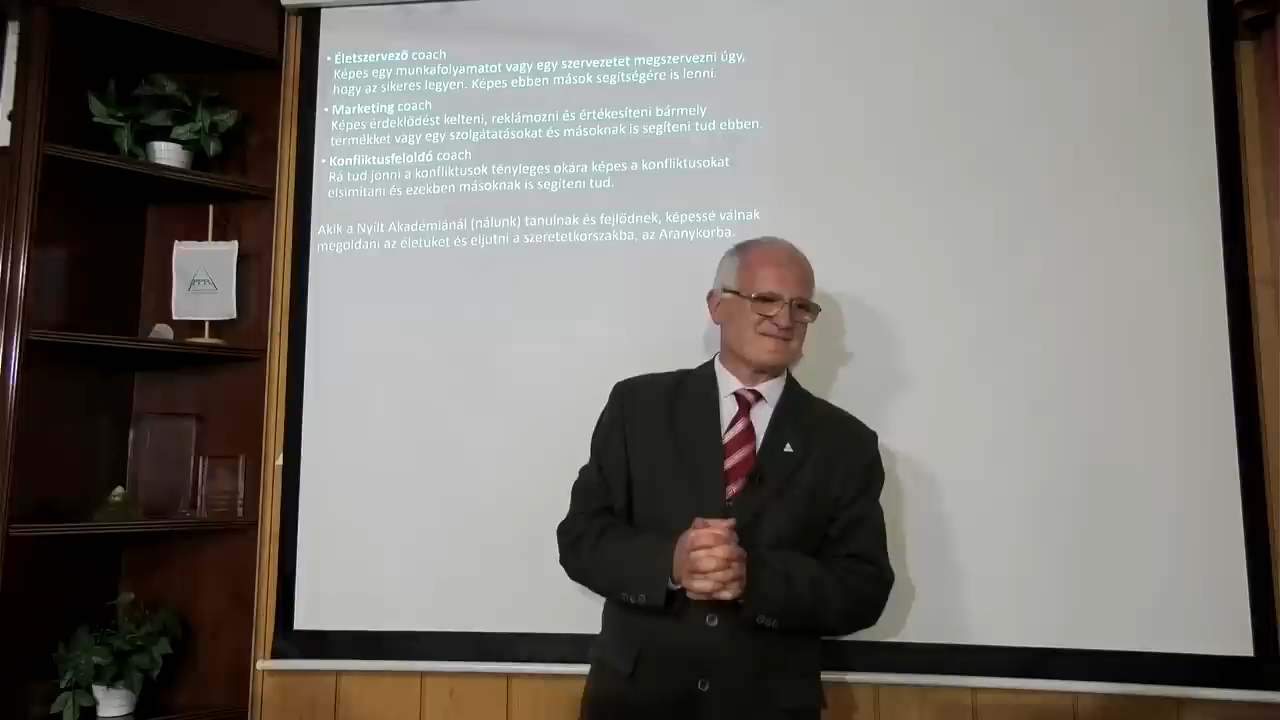 • Életszervező coach
Képes egy munkafolyamatot vagy egy szervezetet megszervezni úgy,
hogy az sikeres legyen. Képes ebben mások segítségére is lenni.
• Marketing coach
Képes érdeklődést kelteni, reklámozni és értékesíteni bármely
termékket vagy egy szolgátatásokat és másoknak is segíteni tud ebben.
• Konfliktusfeloldó coach
Rá tud jönni a konfliktusok tényleges okára képes a konfliktusokat
elsimítani és ezekben másoknak is segíteni tud.
Akik a Nyílt Akadémiánál (nálunk) tanulnak és fejlődnek, képessé válnak
megoldani az életüket és eljutni a szeretetkorszakba, az Aranykorba.